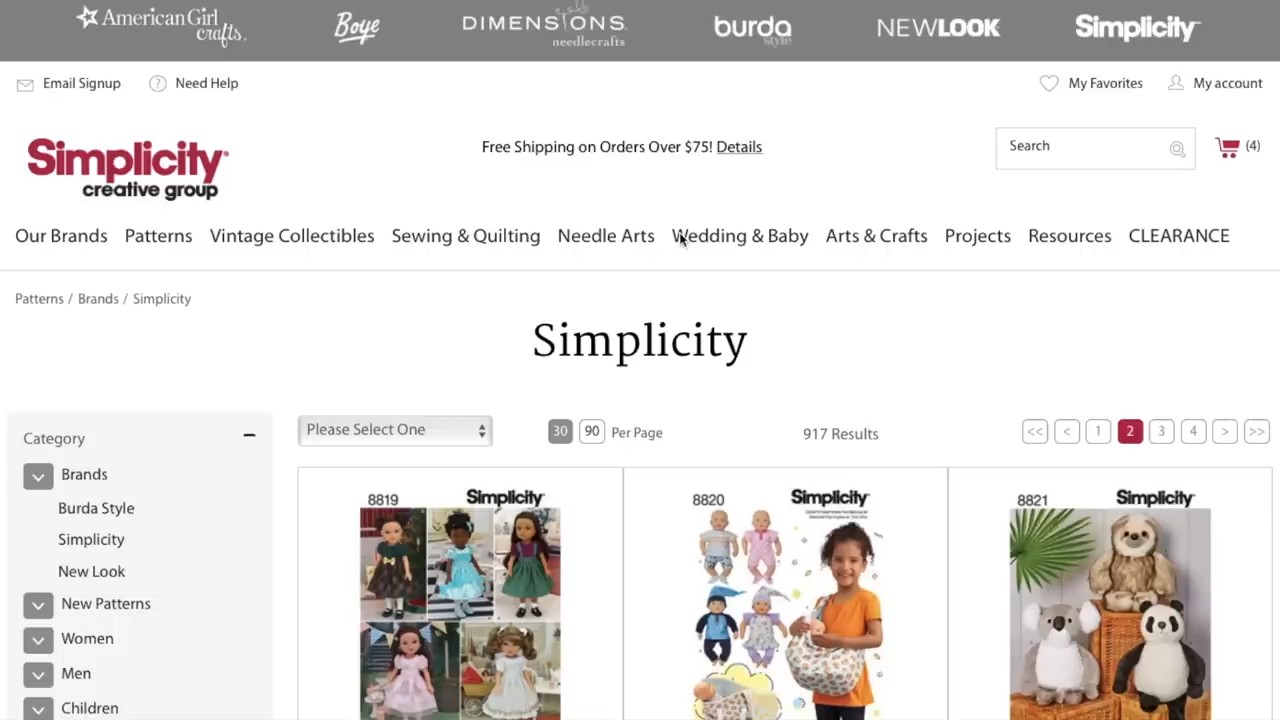 American Girl crafts
Boye
DIMENSIONS needlecrafts
burda style
NEWLOOK
Simplicity
Email Signup
Need Help
My Favorites
My account
Simplicity creative group
Free Shipping on Orders Over $75! Details
Search
(4)
Our Brands Patterns Vintage Collectibles Sewing & Quilting Needle Arts Wedding & Baby Arts & Crafts Projects Resources CLEARANCE
Patterns / Brands / Simplicity
Simplicity
Category
Please Select One
30 90 Per Page
917 Results
<< < 1 2 3 4 > >>
Brands
Burda Style
Simplicity
New Look
New Patterns
Women
Men
Children
8819 Simplicity
8820 Simplicity
8821 Simplicity